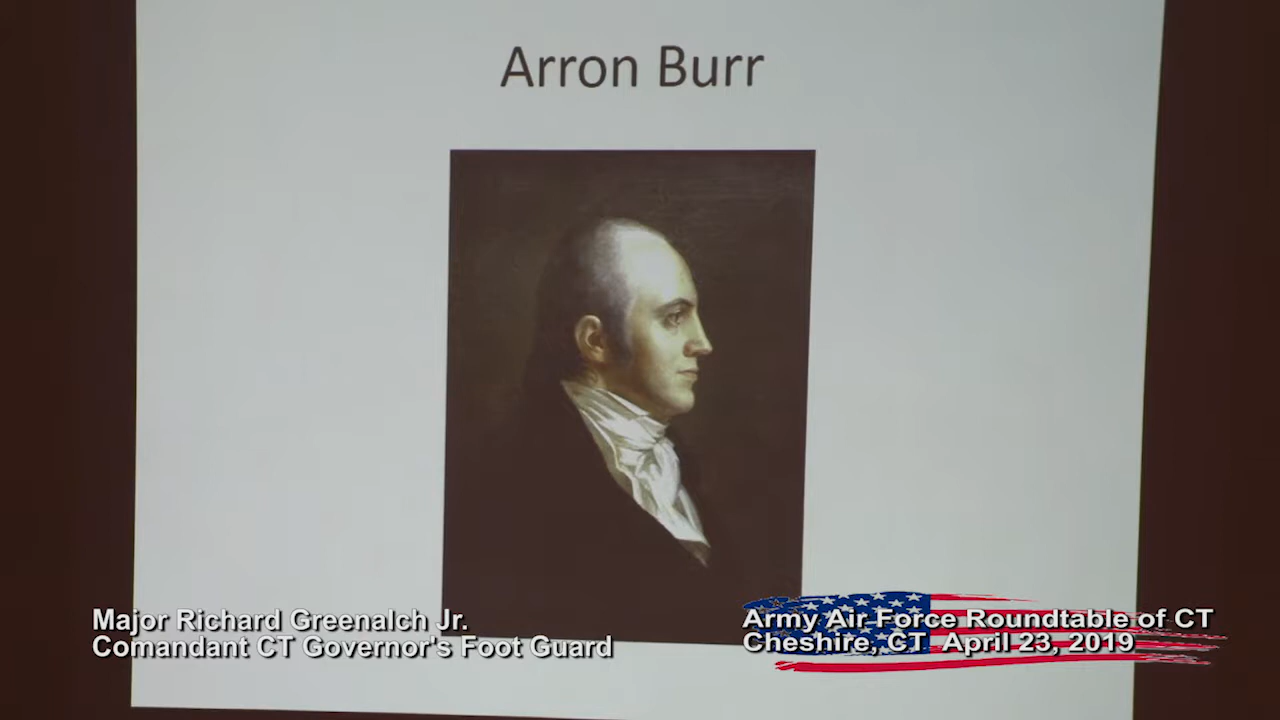 Arron Burr
Major Richard Greenalch Jr.
Comandant CT Governor's Foot Guard
Army Air Force Roundtable of CT
Cheshire, CT April 23, 2019